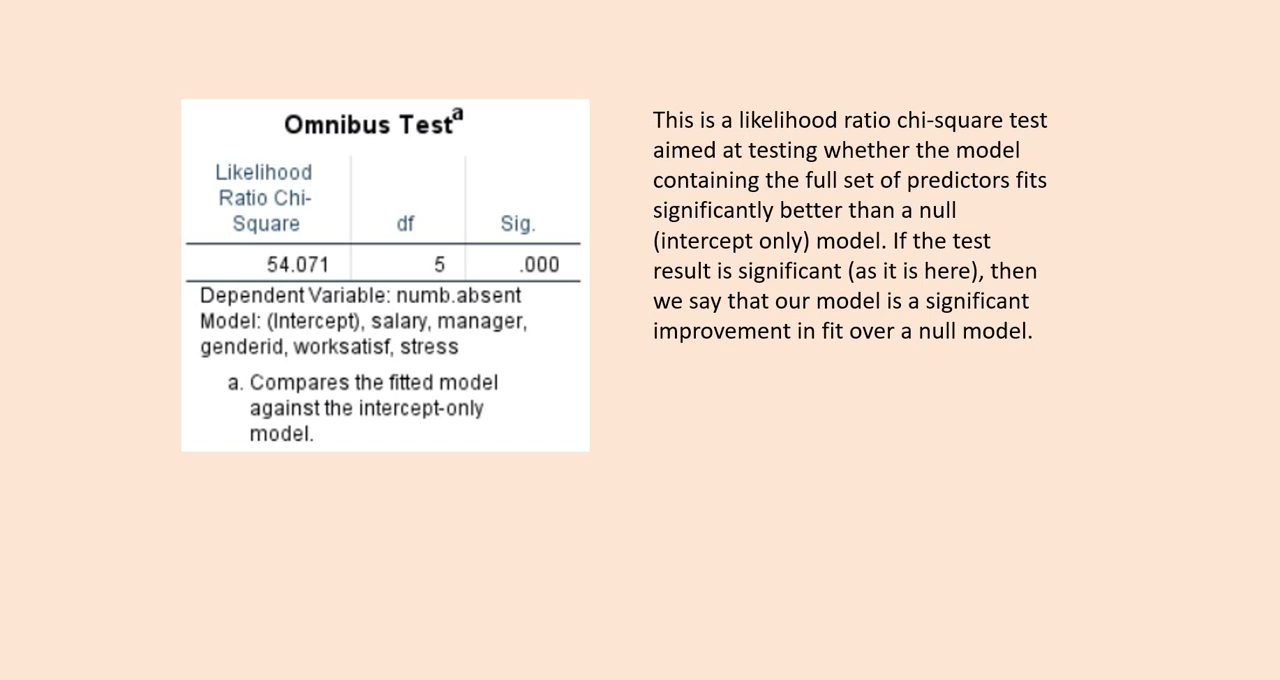 Omnibus Testᵃ
Likelihood
Ratio Chi-
Square df Sig.
54.071 5 .000
Dependent Variable: numb.absent
Model: (Intercept), salary, manager,
genderid, worksatisf, stress
a. Compares the fitted model
against the intercept-only
model.
This is a likelihood ratio chi-square test
aimed at testing whether the model
containing the full set of predictors fits
significantly better than a null
(intercept only) model. If the test
result is significant (as it is here), then
we say that our model is a significant
improvement in fit over a null model.